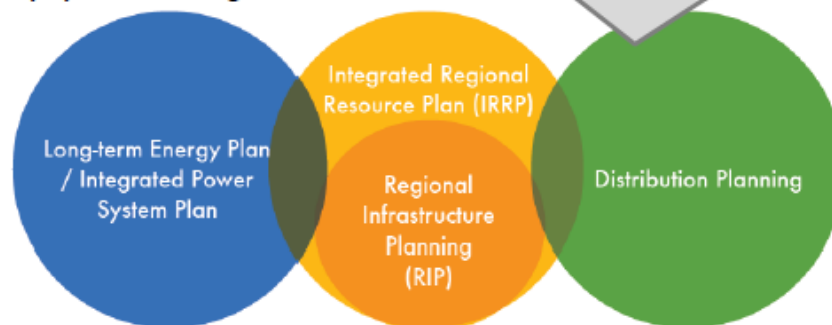 Integrated Regional
Resource Plan (IRRP)
Long-term Energy Plan
/ Integrated Power
System Plan
Regional
Infrastructure
Planning
(RIP)
Distribution Planning